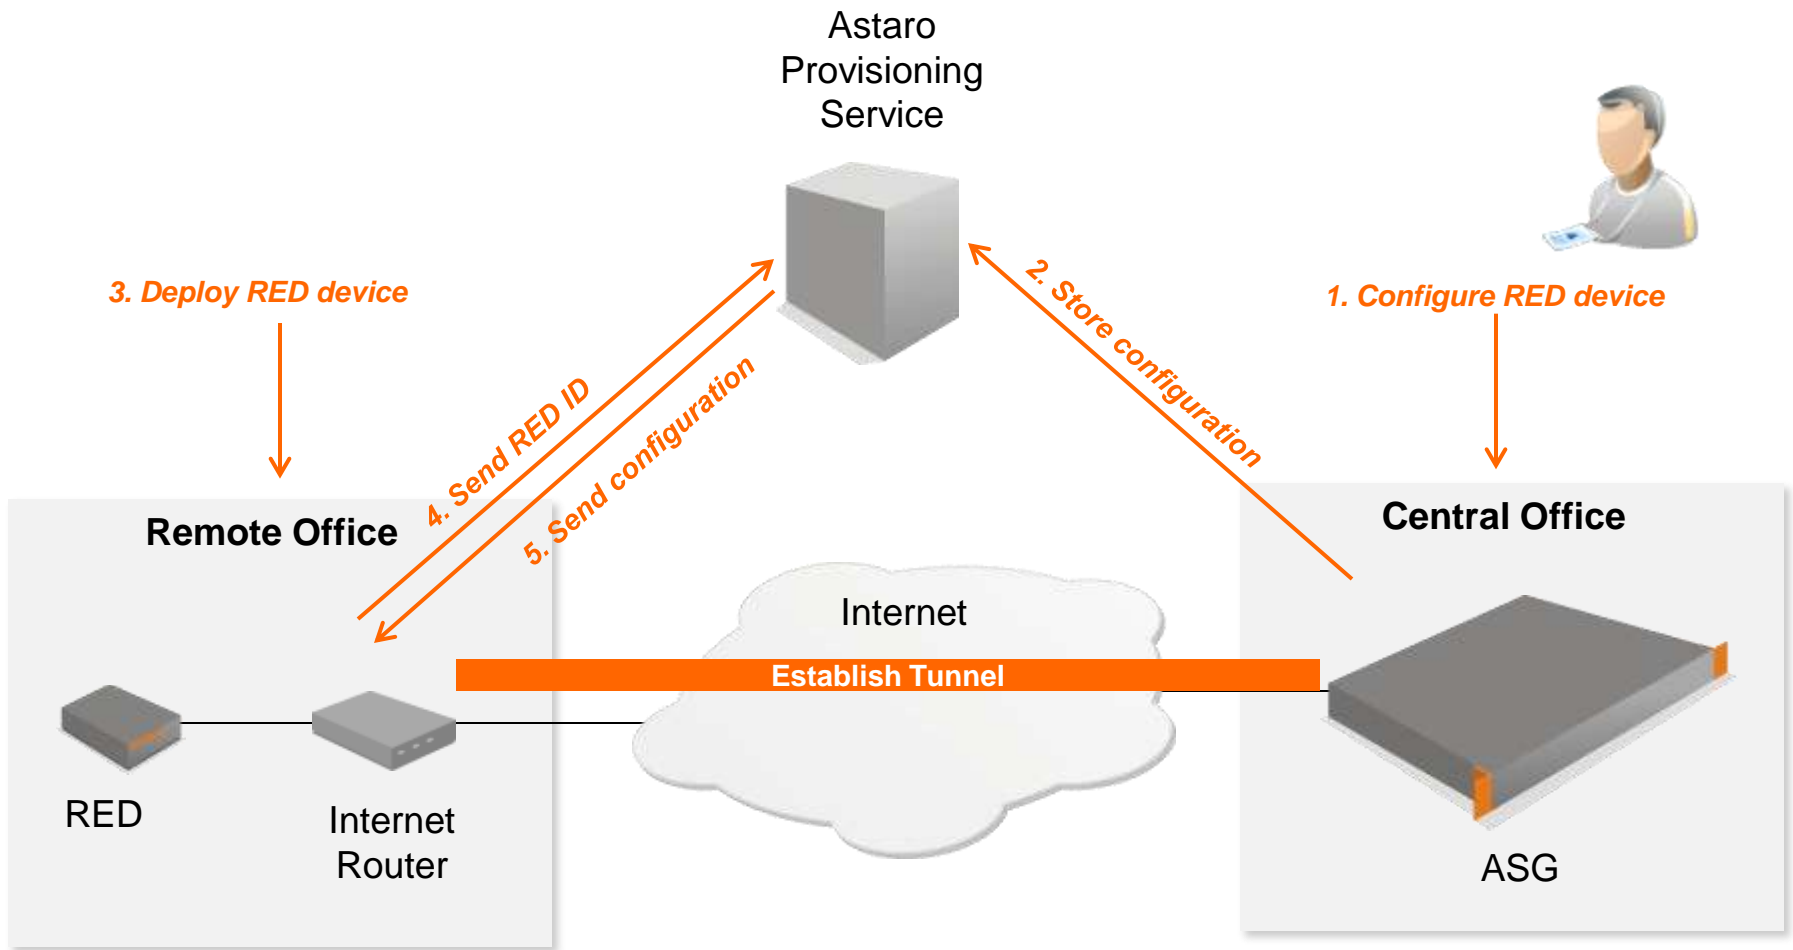 Astaro
Provisioning
Service
3. Deploy RED device
2. Store configuration
1. Configure RED device
4. Send RED ID
5. Send configuration
Remote Office
Central Office
Internet
Establish Tunnel
RED
Internet
Router
ASG